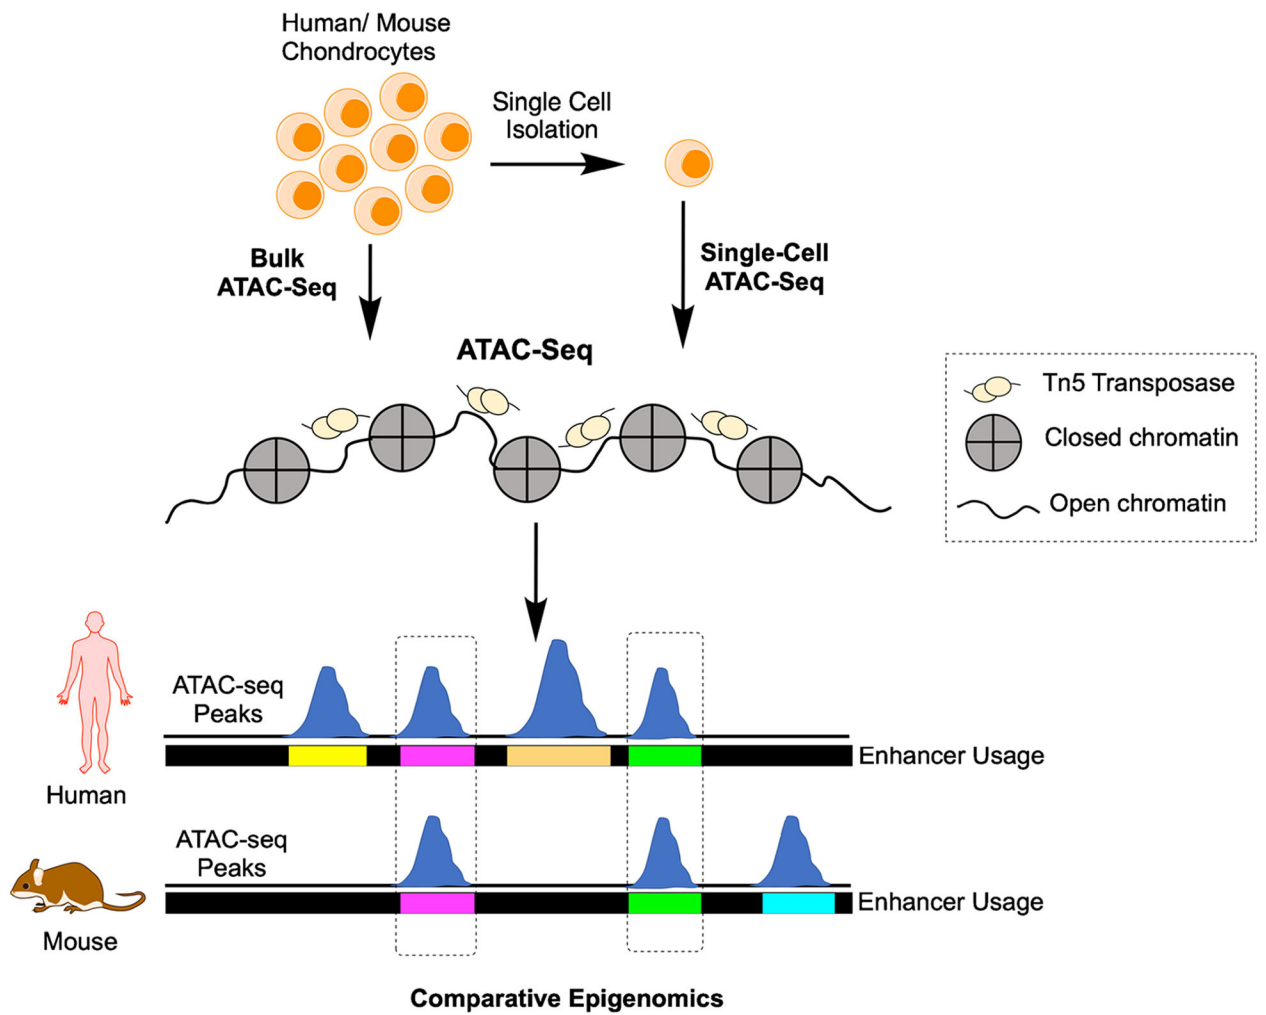 Human/ Mouse
Chondrocytes
Single Cell
Isolation
Bulk
ATAC-Seq
Single-Cell
ATAC-Seq
ATAC-Seq
Tn5 Transposase
Closed chromatin
Open chromatin
ATAC-seq
Peaks
Enhancer Usage
Human
ATAC-seq
Peaks
Enhancer Usage
Mouse
Comparative Epigenomics